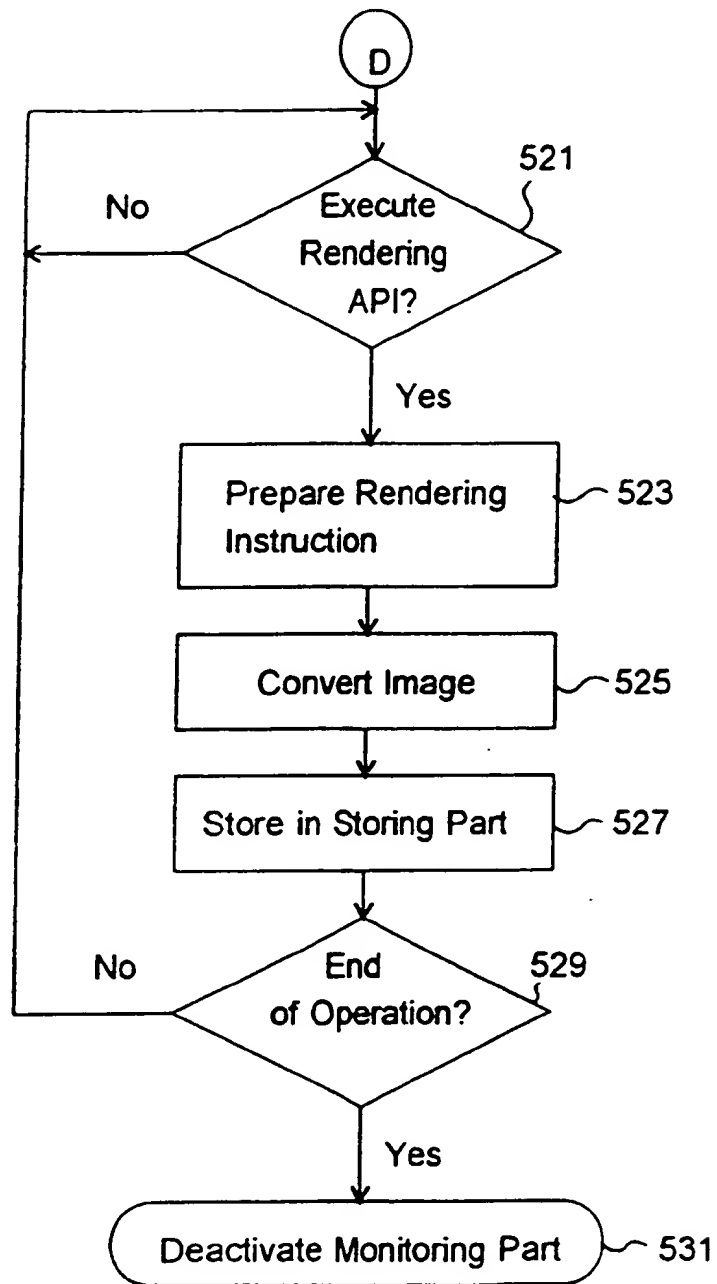 D
521
No
Execute
Rendering
API?
Yes
Prepare Rendering
Instruction
523
Convert Image
525
Store in Storing Part
527
No
End
of Operation?
529
Yes
Deactivate Monitoring Part
531